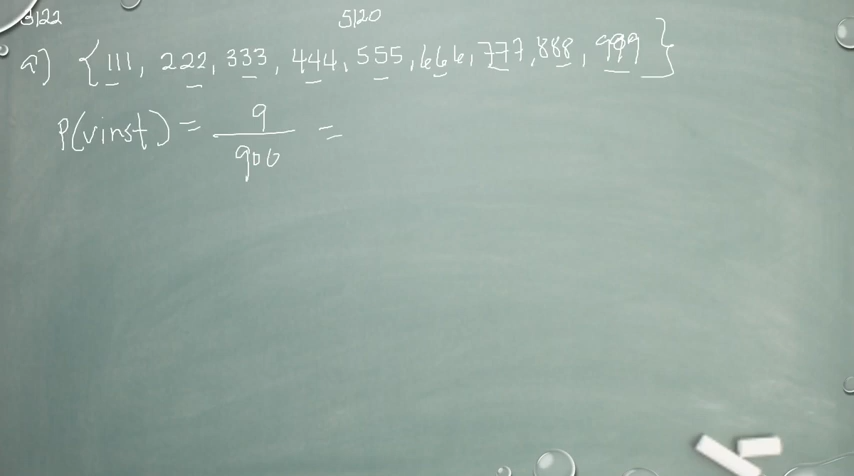 3122 5120
a) {111, 222, 333, 444, 555, 666, 777, 888, 999}
P(vinst) = 9/900 =